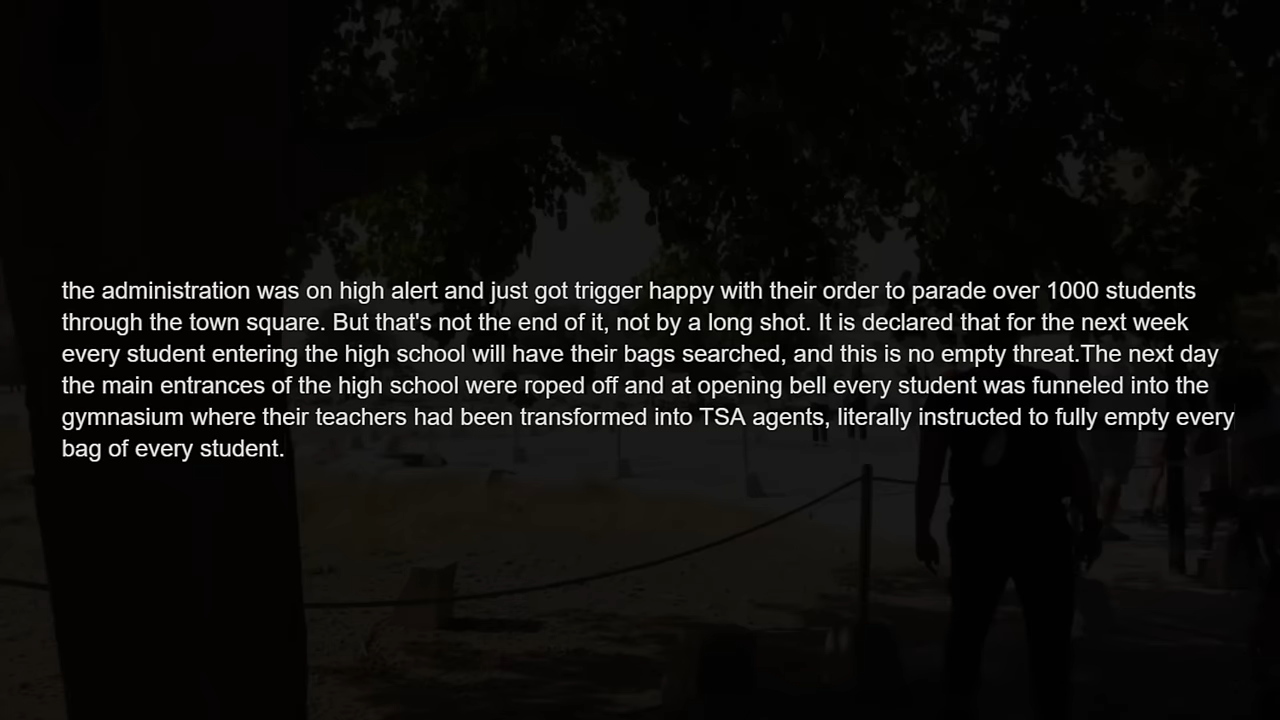 the administration was on high alert and just got trigger happy with their order to parade over 1000 students
through the town square. But that's not the end of it, not by a long shot. It is declared that for the next week
every student entering the high school will have their bags searched, and this is no empty threat.The next day
the main entrances of the high school were roped off and at opening bell every student was funneled into the
gymnasium where their teachers had been transformed into TSA agents, literally instructed to fully empty every
bag of every student.